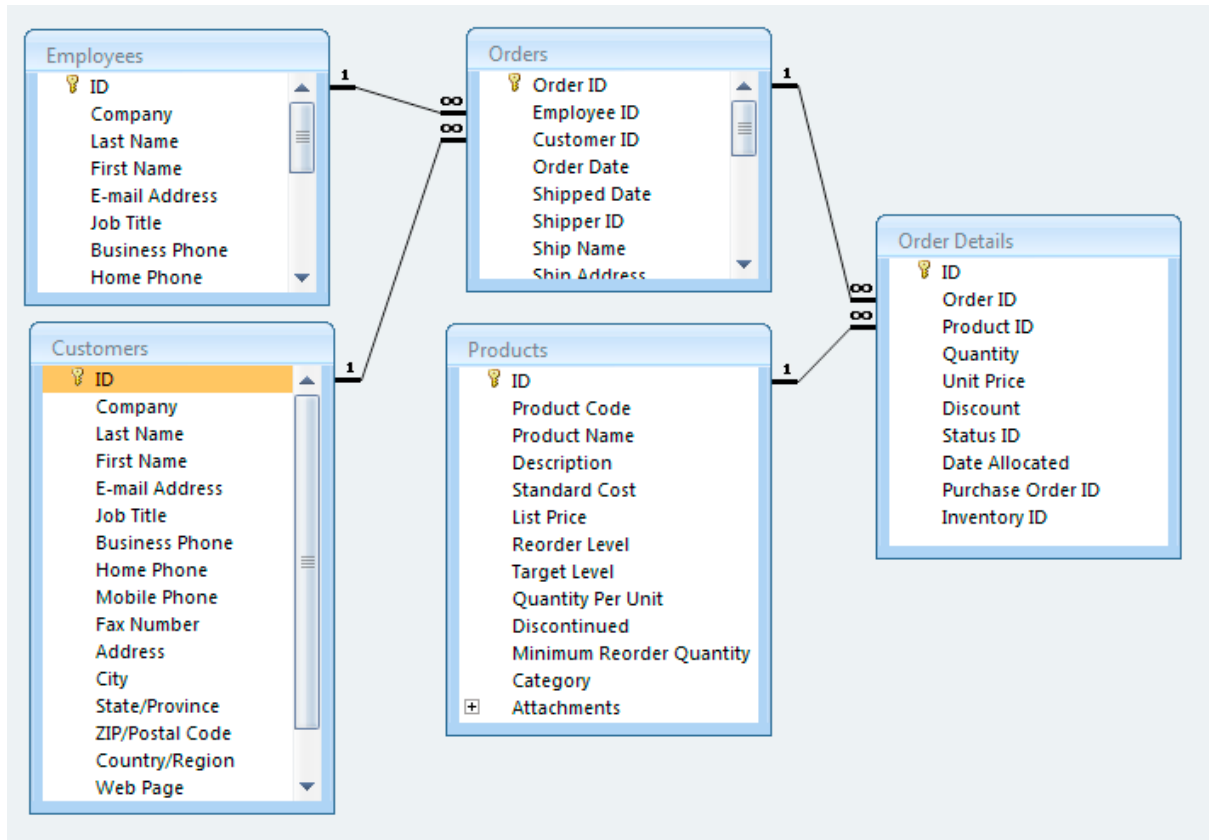 Employees
ID
Company
Last Name
First Name
E-mail Address
Job Title
Business Phone
Home Phone
1
∞
∞
Orders
Order ID
Employee ID
Customer ID
Order Date
Shipped Date
Shipper ID
Ship Name
Ship Address
1
∞
∞
Order Details
ID
Order ID
Product ID
Quantity
Unit Price
Discount
Status ID
Date Allocated
Purchase Order ID
Inventory ID
Customers
ID
Company
Last Name
First Name
E-mail Address
Job Title
Business Phone
Home Phone
Mobile Phone
Fax Number
Address
City
State/Province
ZIP/Postal Code
Country/Region
Web Page
1
Products
ID
Product Code
Product Name
Description
Standard Cost
List Price
Reorder Level
Target Level
Quantity Per Unit
Discontinued
Minimum Reorder Quantity
Category
Attachments
1